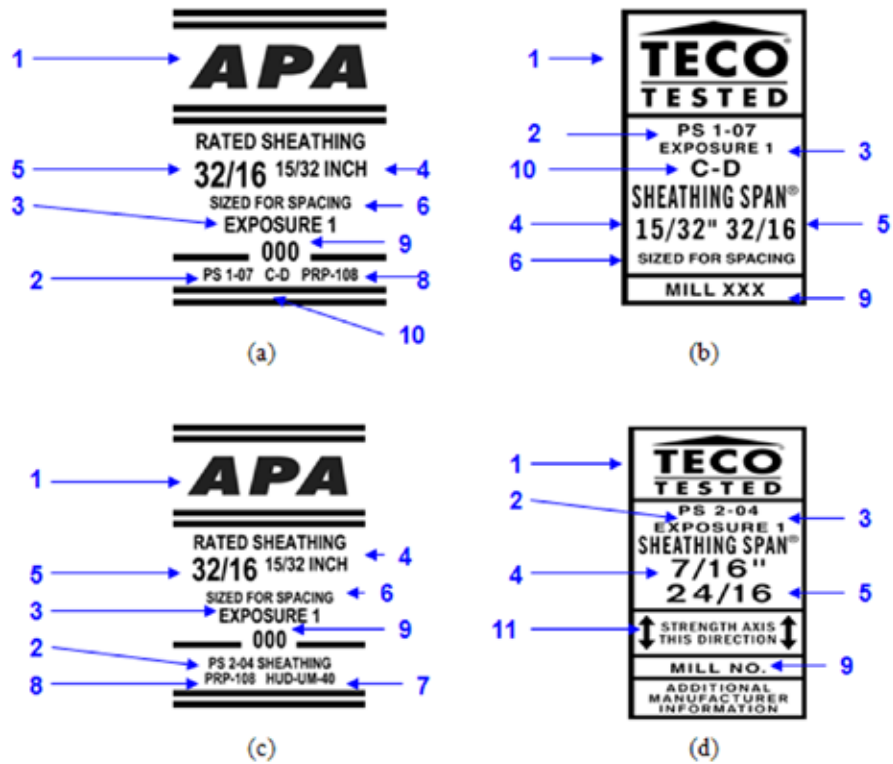 1
APA
RATED SHEATHING
5
32/16 15/32 INCH
4
SIZED FOR SPACING
6
3
EXPOSURE 1
000
9
2
PS 1-07 C-D PRP-108
8
10
(a)
1
TECO®
TESTED
2
PS 1-07
EXPOSURE 1
3
10
C-D
SHEATHING SPAN®
4
15/32" 32/16
5
6
SIZED FOR SPACING
MILL XXX
9
(b)
1
APA
RATED SHEATHING
4
5
32/16 15/32 INCH
SIZED FOR SPACING
6
3
EXPOSURE 1
000
9
2
PS 2-04 SHEATHING
8
PRP-108 HUD-UM-40
7
(c)
1
TECO
TESTED
2
PS 2-04
EXPOSURE 1
3
SHEATHING SPAN®
4
7/16"
24/16
5
11
STRENGTH AXIS
THIS DIRECTION
MILL NO.
9
ADDITIONAL
MANUFACTURER
INFORMATION
(d)